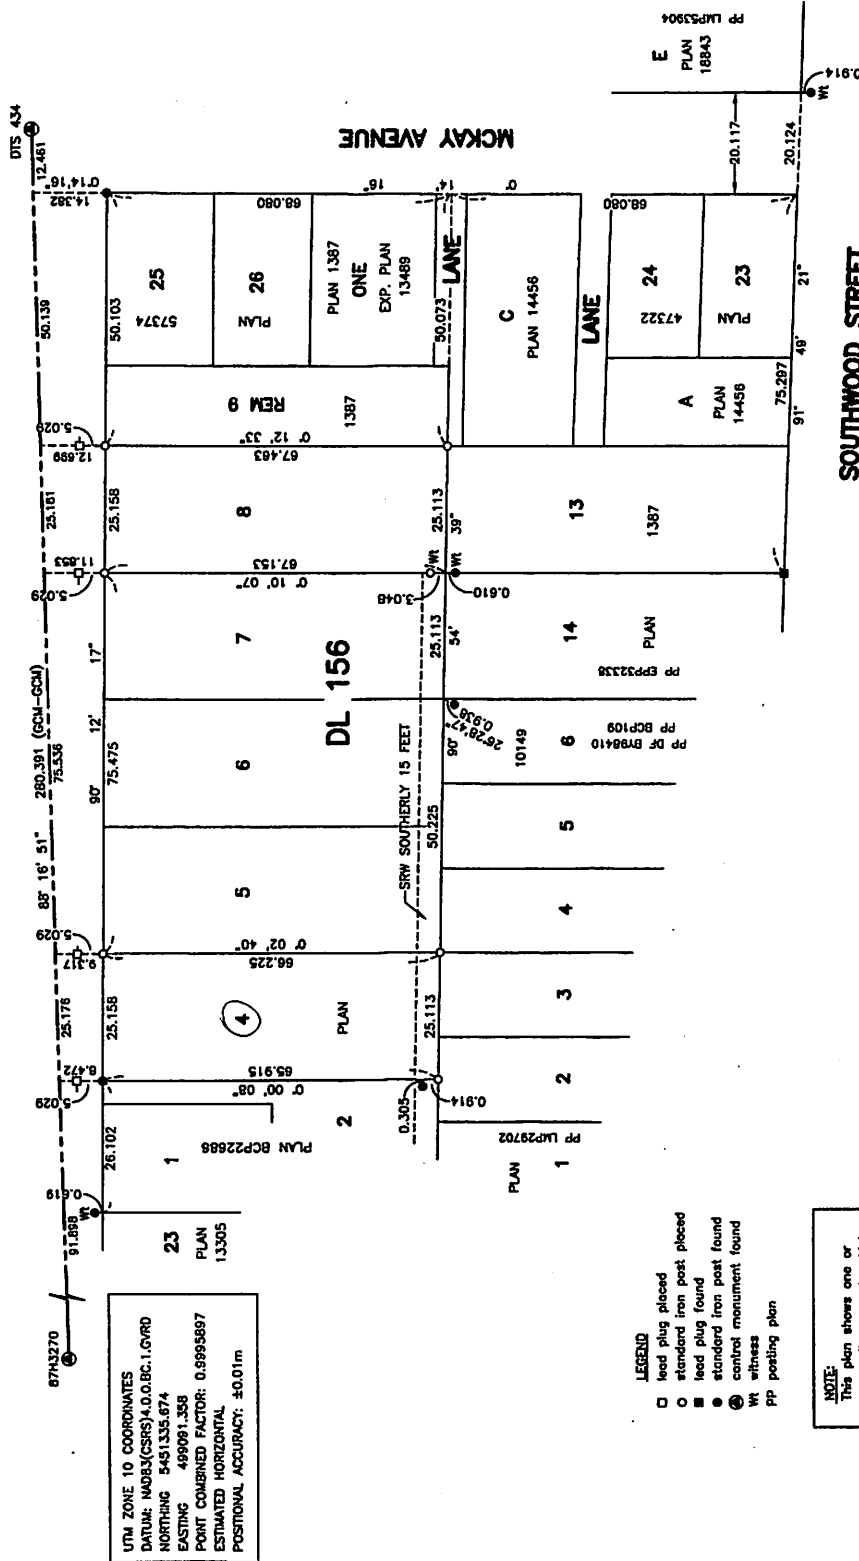 DTS 434
12.461
0°14'16"
14.382
50.139
5.029
12.699
25.161
11.853
5.029
280.391 (GCM-GCM)
75.536
88° 16' 51"
5.029
9.317
25.176
8.472
5.029
0.619
Wt
91.898
87H3270
PP LMP53904
E
PLAN
18843
0.914
Wt
20.117
20.124
MCKAY AVENUE
68.080
16"
14'
0°
68.080
25
57374
50.103
26
PLAN
PLAN 1387
ONE
EXP. PLAN
13489
50.073
LANE
C
PLAN 14456
LANE
24
47322
23
PLAN
21"
49'
75.297
91°
A
PLAN
14456
SOUTHWOOD STREET
REM 9
1387
0° 12' 33"
67.463
25.158
8
25.113
39"
13
1387
67.153
0° 10' 07"
Wt
Wt
3.048
0.610
17"
7
25.113
54'
14
PLAN
PP EPP32338
DL 156
12'
75.475
90°
6
26°28'47"
0.938
90°
10149
6
PP DF BY98410
PP BCP109
SRW SOUTHERLY 15 FEET
50.225
5
5
4
0° 02' 40"
66.225
25.158
4
PLAN
25.113
3
65.915
0° 00' 08"
2
0.305
0.914
2
26.102
1
PLAN BCP22686
PP LMP29702
PLAN
1
23
PLAN
13305
UTM ZONE 10 COORDINATES
DATUM: NAD83(CSRS)4.0.0.BC.1.GVRD
NORTHING 5451335.674
EASTING 499091.358
POINT COMBINED FACTOR: 0.9995897
ESTIMATED HORIZONTAL
POSITIONAL ACCURACY: ±0.01m
LEGEND
lead plug placed
standard iron post placed
lead plug found
standard iron post found
control monument found
Wt witness
PP posting plan
NOTE:
This plan shows one or